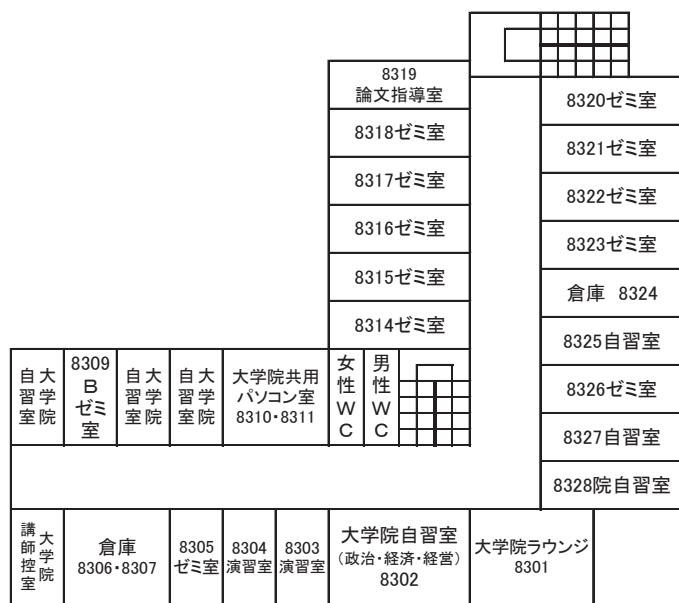 8319
論文指導室
8318ゼミ室
8317ゼミ室
8316ゼミ室
8315ゼミ室
8314ゼミ室
8320ゼミ室
8321ゼミ室
8322ゼミ室
8323ゼミ室
倉庫 8324
8325自習室
8326ゼミ室
8327自習室
8328院自習室
大学院
自習室
8309
B
ゼミ
室
大学院
自習室
大学院
自習室
大学院共用
パソコン室
8310・8311
女性WC
男性WC
大学院
講師控室
倉庫
8306・8307
8305
ゼミ室
8304
演習室
8303
演習室
大学院自習室
(政治・経済・経営)
8302
大学院ラウンジ
8301